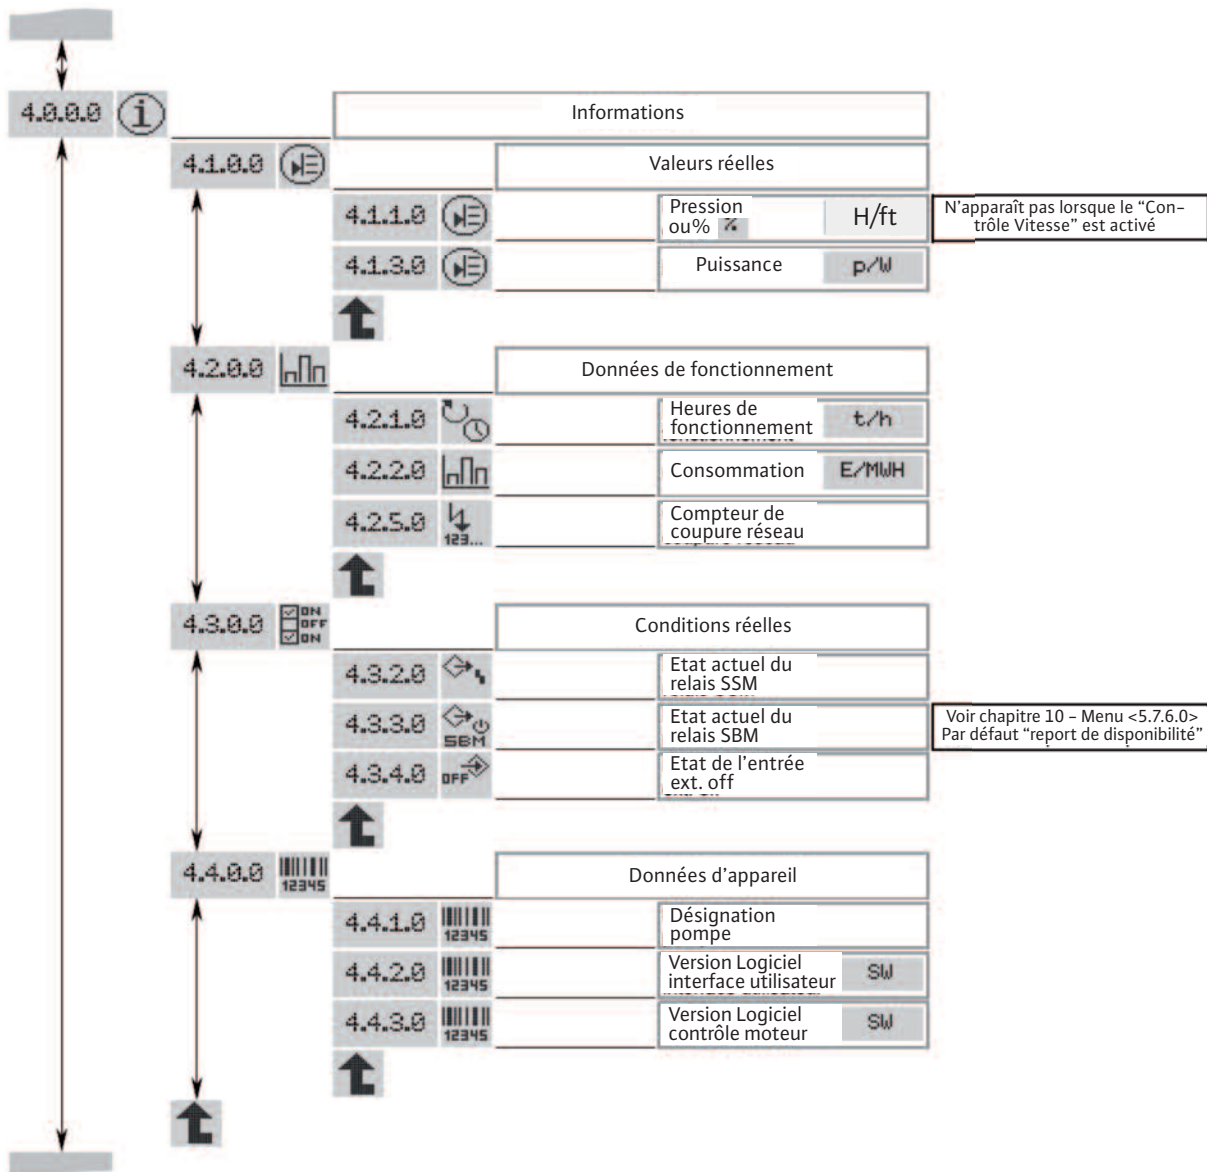 4.0.0.0 i Informations
4.1.0.0 Valeurs réelles
4.1.1.0 Pression
ou% % H/ft
N'apparaît pas lorsque le “Con-
trôle Vitesse” est activé
4.1.3.0 Puissance p/W
4.2.0.0 Données de fonctionnement
4.2.1.0 Heures de
fonctionnement t/h
4.2.2.0 Consommation E/MWH
4.2.5.0 123... Compteur de
coupure réseau
4.3.0.0 ON
OFF
ON
Conditions réelles
4.3.2.0 Etat actuel du
relais SSM
4.3.3.0 SBM Etat actuel du
relais SBM
Voir chapitre 10 – Menu <5.7.6.0>
Par défaut “report de disponibilité”
4.3.4.0 OFF Etat de l'entrée
ext. off
4.4.0.0 12345 Données d'appareil
4.4.1.0 12345 Désignation
pompe
4.4.2.0 12345 Version Logiciel
interface utilisateur SW
4.4.3.0 12345 Version Logiciel
contrôle moteur SW